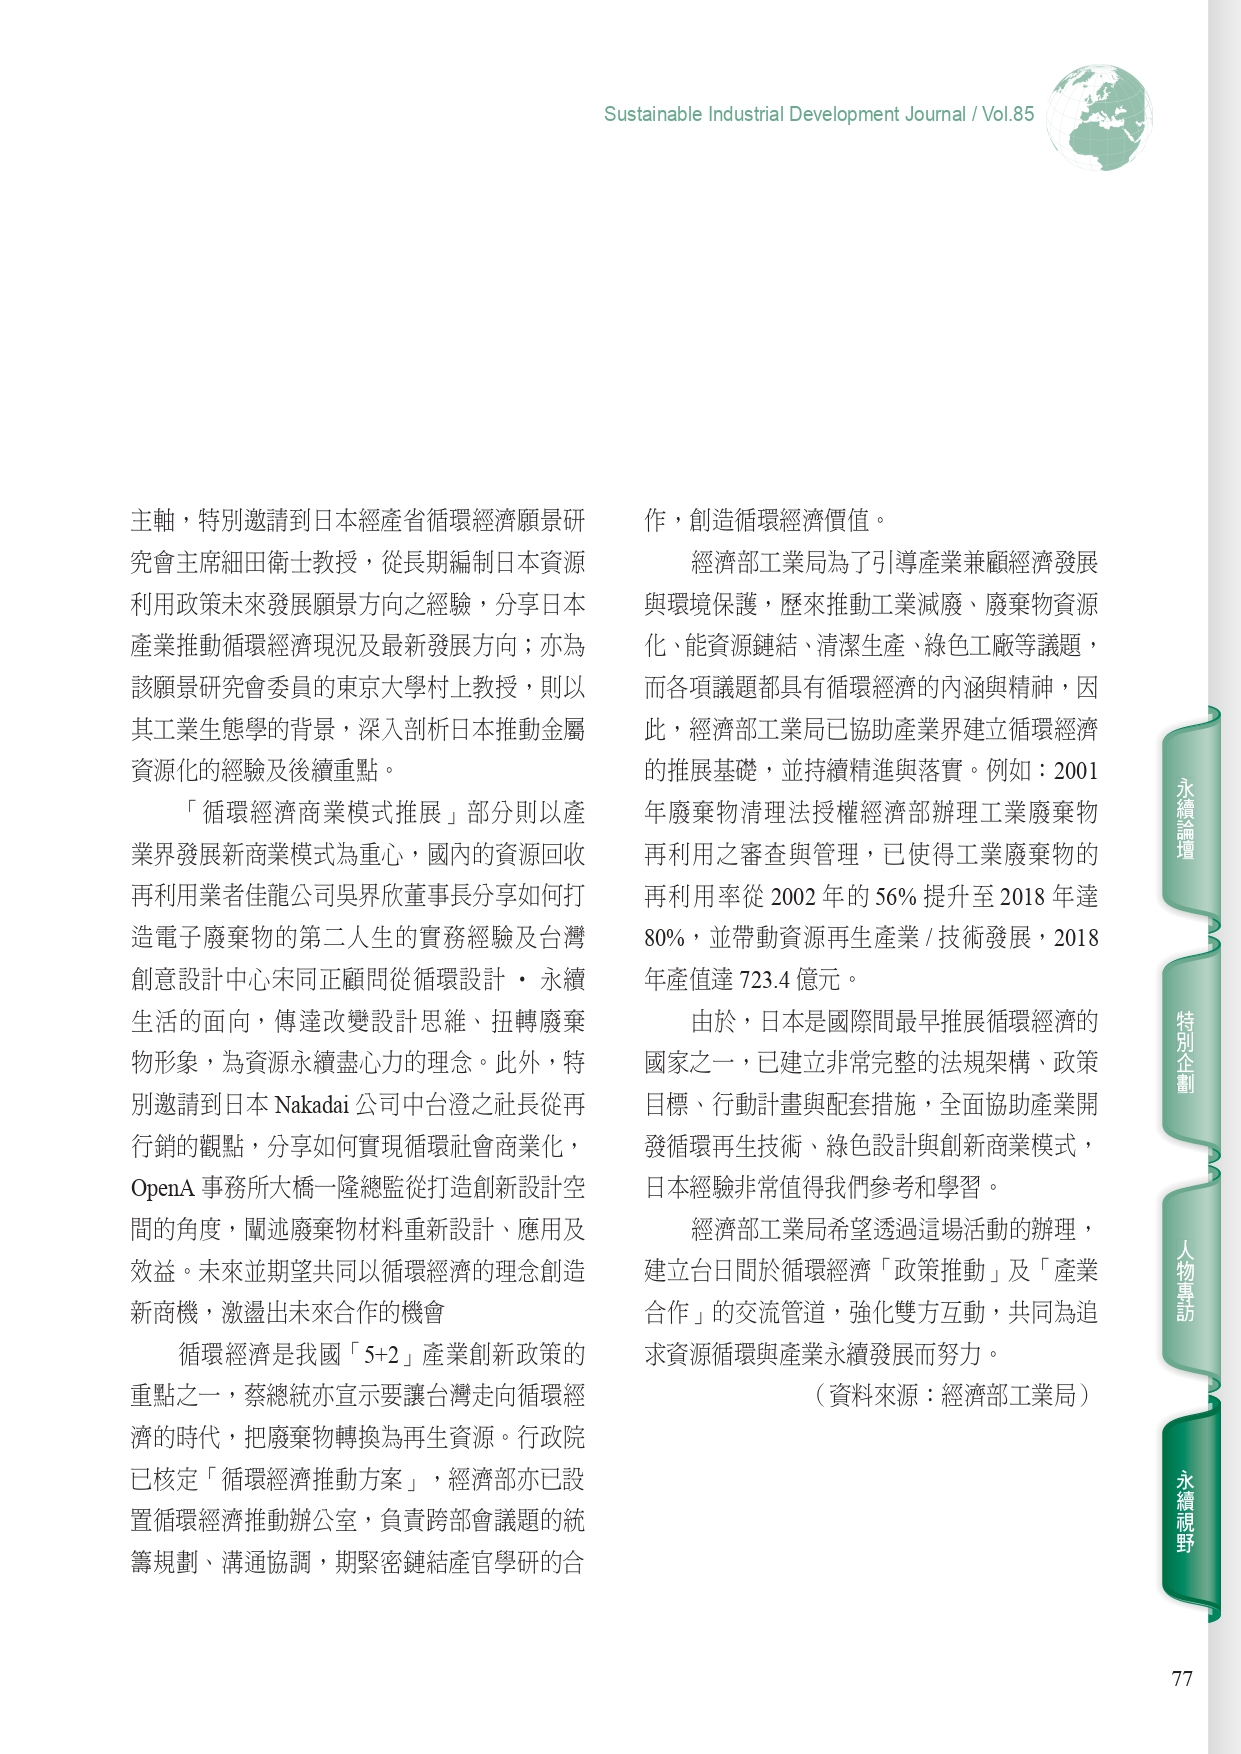 Sustainable Industrial Development Journal / Vol.85
主軸，特別邀請到日本經產省循環經濟願景研
究會主席細田衛士教授，從長期編制日本資源
利用政策未來發展願景方向之經驗，分享日本
產業推動循環經濟現況及最新發展方向；亦為
該願景研究會委員的東京大學村上教授，則以
其工業生態學的背景，深入剖析日本推動金屬
資源化的經驗及後續重點。
「循環經濟商業模式推展」部分則以產
業界發展新商業模式為重心，國內的資源回收
再利用業者佳龍公司吳界欣董事長分享如何打
造電子廢棄物的第二人生的實務經驗及台灣
創意設計中心宋同正顧問從循環設計 • 永續
生活的面向，傳達改變設計思維、扭轉廢棄
物形象，為資源永續盡心力的理念。此外，特
別邀請到日本 Nakadai 公司中台澄之社長從再
行銷的觀點，分享如何實現循環社會商業化，
OpenA 事務所大橋一隆總監從打造創新設計空
間的角度，闡述廢棄物材料重新設計、應用及
效益。未來並期望共同以循環經濟的理念創造
新商機，激盪出未來合作的機會
循環經濟是我國「5+2」產業創新政策的
重點之一，蔡總統亦宣示要讓台灣走向循環經
濟的時代，把廢棄物轉換為再生資源。行政院
已核定「循環經濟推動方案」，經濟部亦已設
置循環經濟推動辦公室，負責跨部會議題的統
籌規劃、溝通協調，期緊密鏈結產官學研的合
作，創造循環經濟價值。
經濟部工業局為了引導產業兼顧經濟發展
與環境保護，歷來推動工業減廢、廢棄物資源
化、能資源鏈結、清潔生產、綠色工廠等議題，
而各項議題都具有循環經濟的內涵與精神，因
此，經濟部工業局已協助產業界建立循環經濟
的推展基礎，並持續精進與落實。例如：2001
年廢棄物清理法授權經濟部辦理工業廢棄物
再利用之審查與管理，已使得工業廢棄物的
再利用率從 2002 年的 56% 提升至 2018 年達
80%，並帶動資源再生產業 / 技術發展，2018
年產值達 723.4 億元。
由於，日本是國際間最早推展循環經濟的
國家之一，已建立非常完整的法規架構、政策
目標、行動計畫與配套措施，全面協助產業開
發循環再生技術、綠色設計與創新商業模式，
日本經驗非常值得我們參考和學習。
經濟部工業局希望透過這場活動的辦理，
建立台日間於循環經濟「政策推動」及「產業
合作」的交流管道，強化雙方互動，共同為追
求資源循環與產業永續發展而努力。
（資料來源：經濟部工業局）
永續論壇
特別企劃
人物專訪
永續視野
77